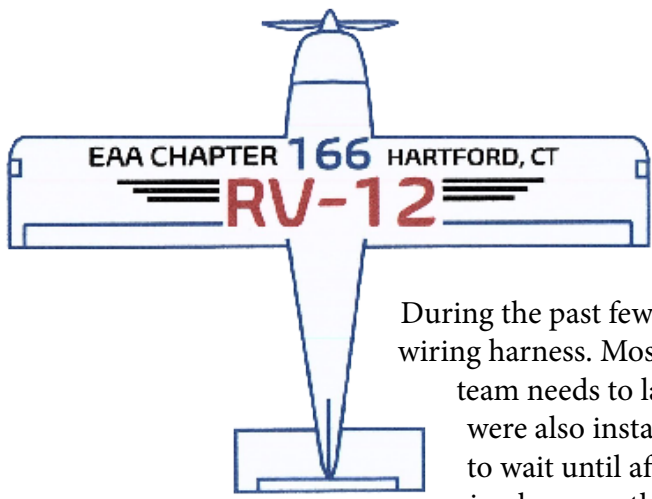 EAA CHAPTER 166 HARTFORD, CT
RV-12
During the past few
wiring harness. Mos
team needs to la
were also insta
to wait until af